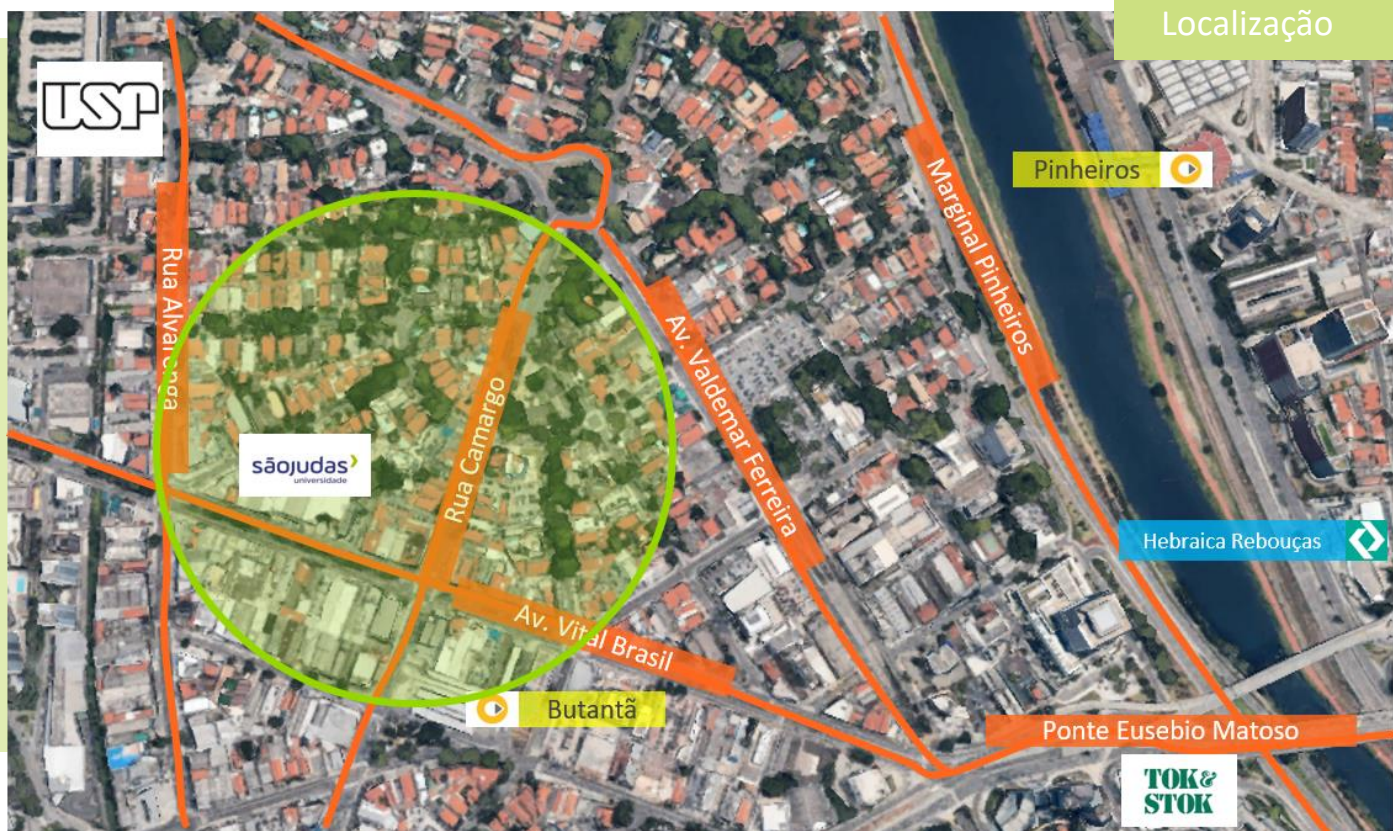 Localização
USP
Pinheiros
Rua Alvarenga
Marginal Pinheiros
Av. Valdemar Ferreira
Rua Camargo
sãojudas
universidade
Hebraica Rebouças
Av. Vital Brasil
Butantã
Ponte Eusebio Matoso
TOK&
STOK